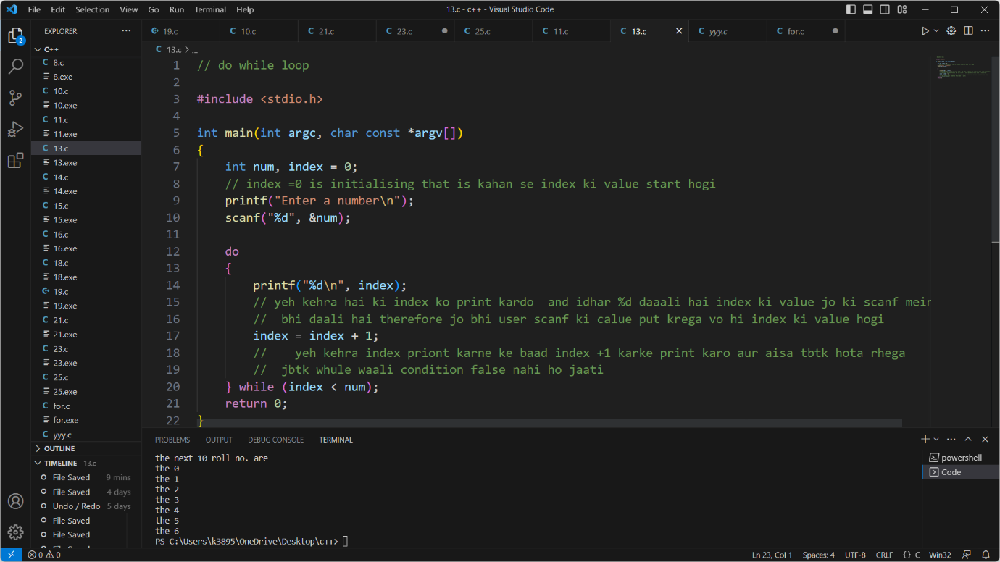 File Edit Selection View Go Run Terminal Help
13.c - c++ - Visual Studio Code
EXPLORER
19.c
10.c
21.c
23.c
25.c
11.c
13.c
yyy.c
for.c
2
C++
8.c
8.exe
10.c
10.exe
11.c
11.exe
13.c
13.exe
14.c
14.exe
15.c
15.exe
16.c
16.exe
18.c
18.exe
19.c
19.exe
21.c
21.exe
23.c
23.exe
25.c
25.exe
for.c
for.exe
yyy.c
OUTLINE
TIMELINE 13.c
File Saved 9 mins
File Saved 4 days
Undo / Redo 5 days
File Saved
File Saved
C 13.c > ...
1 // do while loop
2
3 #include <stdio.h>
4
5 int main(int argc, char const *argv[])
6 {
7 int num, index = 0;
8 // index =0 is initialising that is kahan se index ki value start hogi
9 printf("Enter a number\n");
10 scanf("%d", &num);
11
12 do
13 {
14 printf("%d\n", index);
15 // yeh kehra hai ki index ko print kardo  and idhar %d daaali hai index ki value jo ki scanf mein
16 //  bhi daali hai therefore jo bhi user scanf ki calue put krega vo hi index ki value hogi
17 index = index + 1;
18 //    yeh kehra index priont karne ke baad index +1 karke print karo aur aisa tbtk hota rhega
19 //  jbtk whule waali condition false nahi ho jaati
20 } while (index < num);
21 return 0;
22 }
PROBLEMS OUTPUT DEBUG CONSOLE TERMINAL
the next 10 roll no. are
the 0
the 1
the 2
the 3
the 4
the 5
the 6
PS C:\Users\k3895\OneDrive\Desktop\c++>
powershell
Code
0 0
Ln 23, Col 1 Spaces: 4 UTF-8 CRLF {} C Win32